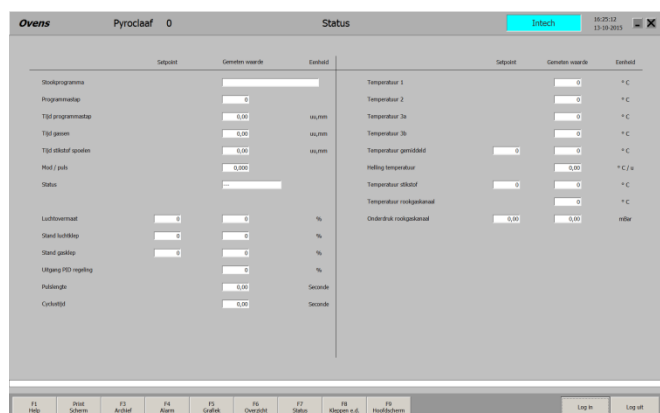 Ovens Pyroclaaf 0 Status Intech 16:25:12
13-10-2015
Setpoint Gemeten waarde Eenheid Setpoint Gemeten waarde Eenheid
Stookprogramma
Programmastap 0
Tijd programmastap 0,00 uu,mm
Tijd gassen 0,00 uu,mm
Tijd stikstof spoelen 0,00 uu,mm
Mod / puls 0,000
Status ---
Luchtovermaat 0 0 %
Stand luchtklep 0 0 %
Stand gasklep 0 0 %
Uitgang PID regeling 0 %
Pulslengte 0,00 Seconde
Cyclustijd 0,00 Seconde
Temperatuur 1 0 ° C
Temperatuur 2 0 ° C
Temperatuur 3a 0 ° C
Temperatuur 3b 0 ° C
Temperatuur gemiddeld 0 0 ° C
Helling temperatuur 0,00 ° C / u
Temperatuur stikstof 0 0 ° C
Temperatuur rookgaskanaal 0 ° C
Onderdruk rookgaskanaal 0,00 0,00 mBar
F1 Print F3 F4 F5 F6 F7 F8 F9
Help Scherm Archief Alarm Grafiek Overzicht Status Kleppen e.d. Hoofdscherm Log in Log uit